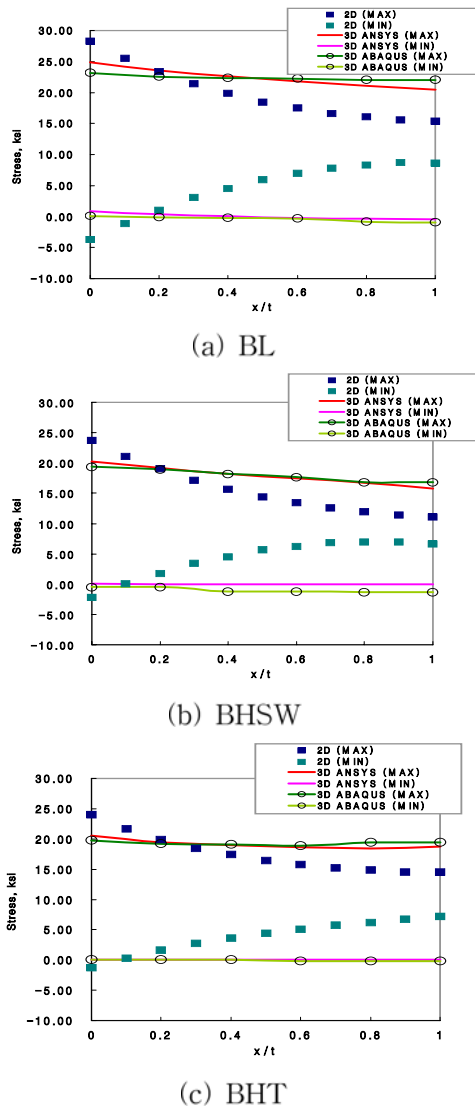 2D (MAX)
2D (MIN)
3D ANSYS (MAX)
3D ANSYS (MIN)
3D ABAQUS (MAX)
3D ABAQUS (MIN)
30.00
25.00
20.00
15.00
10.00
5.00
0.00
-5.00
-10.00
Stress, ksi
0 0.2 0.4 0.6 0.8 1
x/t
(a) BL
2D (MAX)
2D (MIN)
3D ANSYS (MAX)
3D ANSYS (MIN)
3D ABAQUS (MAX)
3D ABAQUS (MIN)
30.00
25.00
20.00
15.00
10.00
5.00
0.00
-5.00
-10.00
Stress, ksi
0 0.2 0.4 0.6 0.8 1
x/t
(b) BHSW
2D (MAX)
2D (MIN)
3D ANSYS (MAX)
3D ANSYS (MIN)
3D ABAQUS (MAX)
3D ABAQUS (MIN)
30.00
25.00
20.00
15.00
10.00
5.00
0.00
-5.00
-10.00
Stress, ksi
0 0.2 0.4 0.6 0.8 1
x/t
(c) BHT